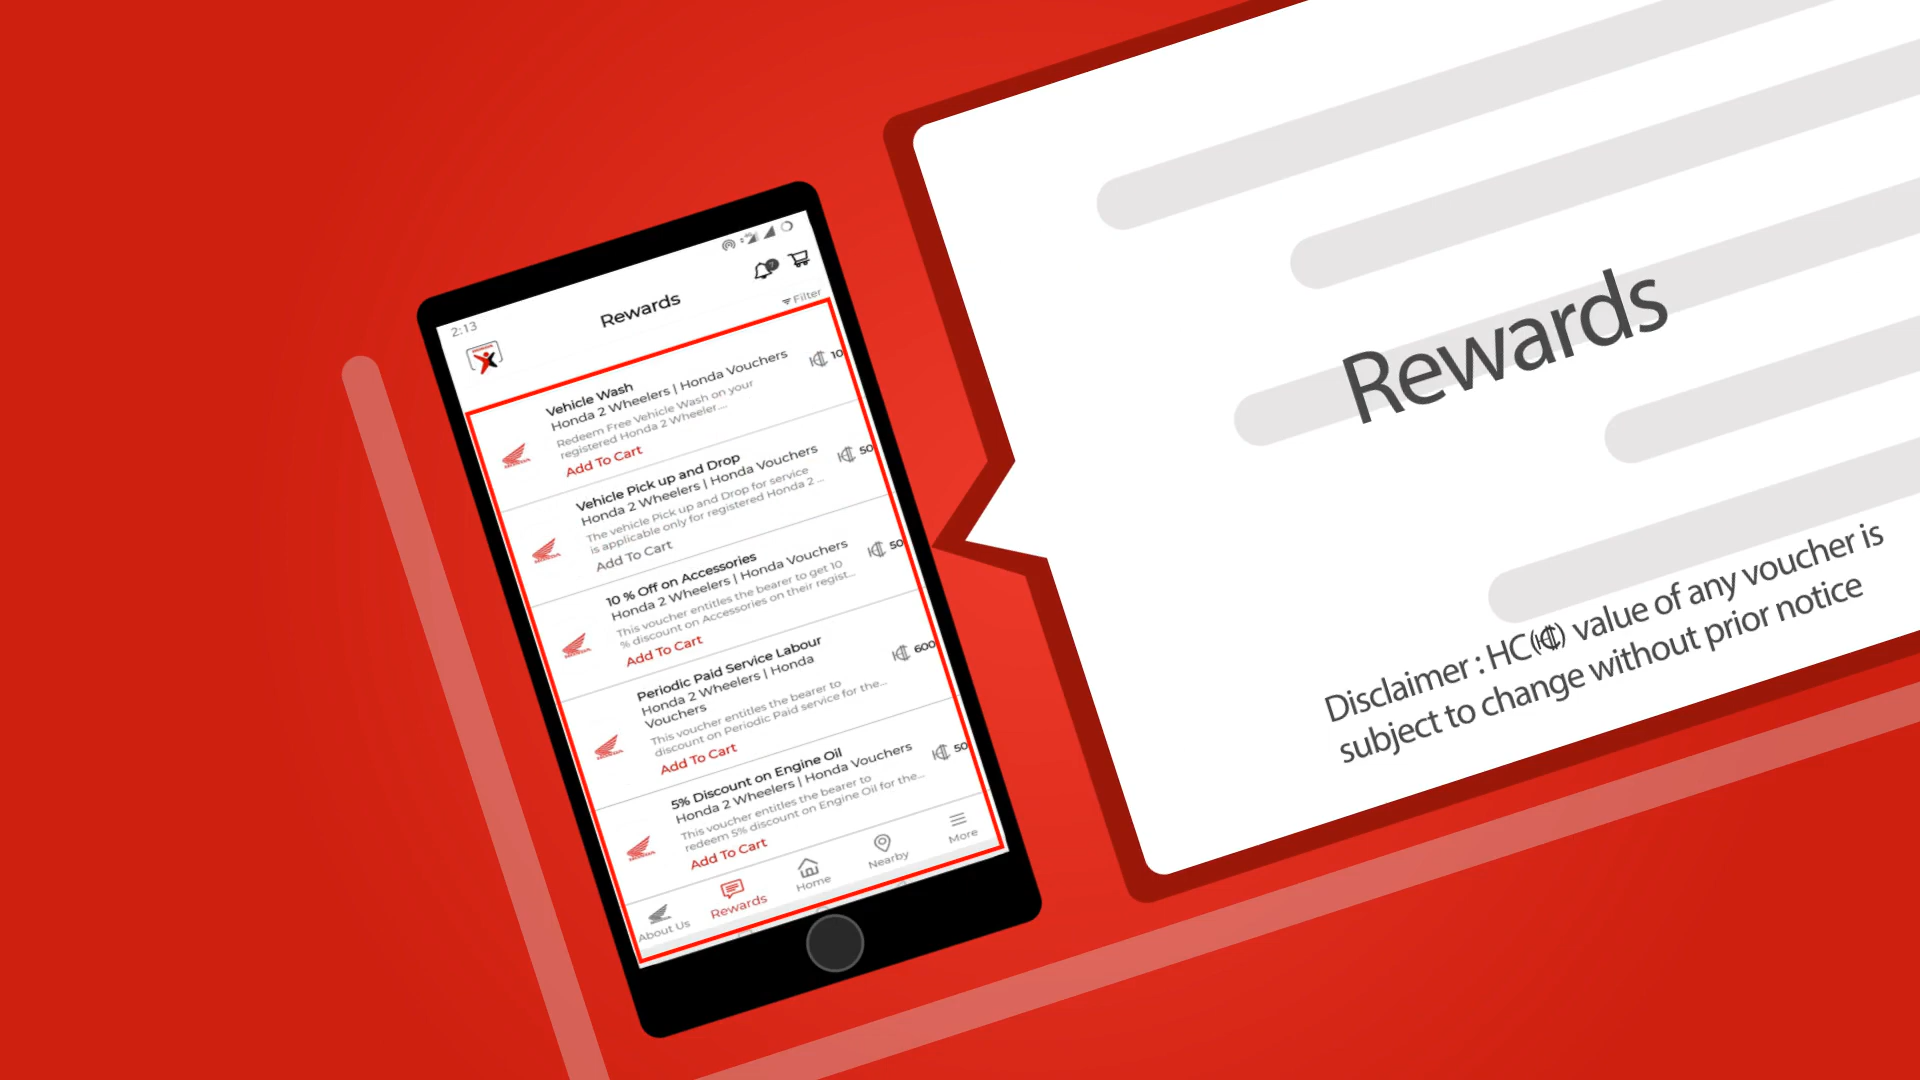 2:13
7
Rewards
Filter
Vehicle Wash
Honda 2 Wheelers | Honda Vouchers
Redeem Free Vehicle Wash on your
registered Honda 2 Wheeler....
Add To Cart
10
Vehicle Pick up and Drop
Honda 2 Wheelers | Honda Vouchers
The vehicle Pick up and Drop for service
is applicable only for registered Honda 2 ...
Add To Cart
50
10 % Off on Accessories
Honda 2 Wheelers | Honda Vouchers
This voucher entitles the bearer to get 10
% discount on Accessories on their regist...
Add To Cart
50
Periodic Paid Service Labour
Honda 2 Wheelers | Honda
Vouchers
This voucher entitles the bearer to
discount on Periodic Paid service for the...
Add To Cart
600
5% Discount on Engine Oil
Honda 2 Wheelers | Honda Vouchers
This voucher entitles the bearer to
redeem 5% discount on Engine Oil for the...
Add To Cart
50
About Us
Rewards
Home
Nearby
More
Rewards
Disclaimer : HC(₵) value of any voucher is
subject to change without prior notice